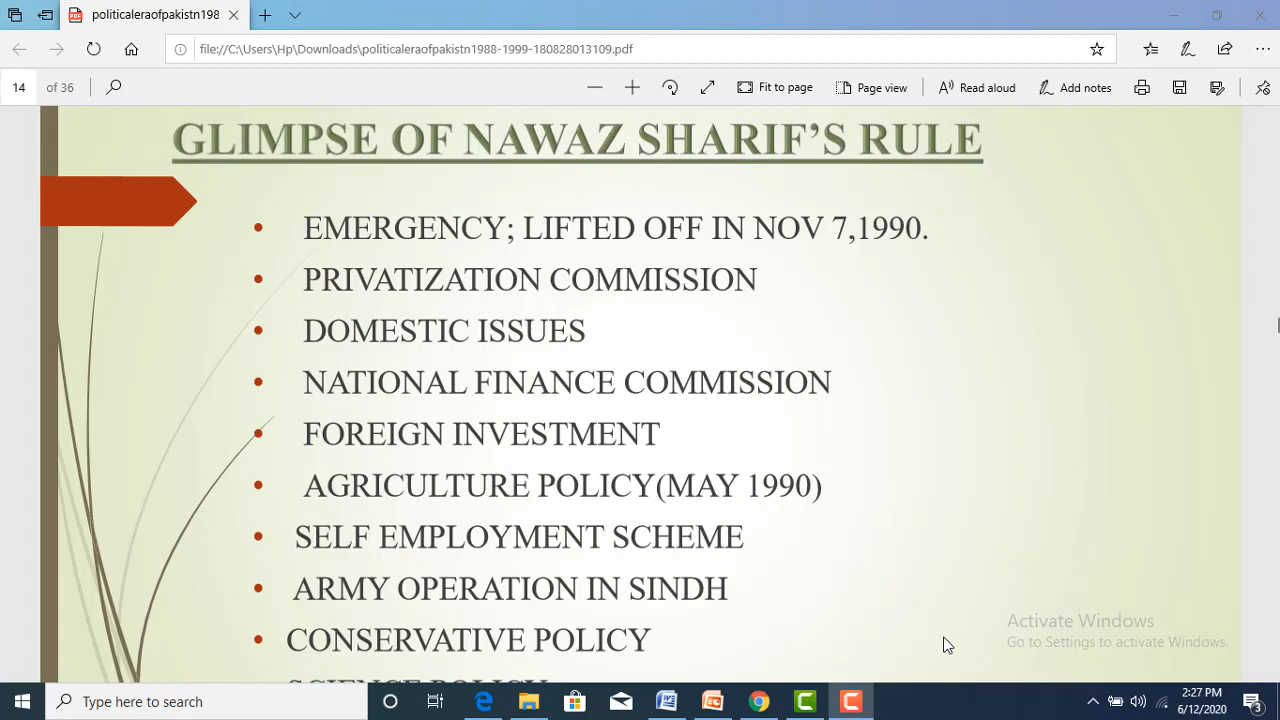 politicaleraofpakistn198
file://C:\Users\Hp\Downloads\politicaleraofpakistn1988-1999-180828013109.pdf
14 of 36 Fit to page Page view Read aloud Add notes
GLIMPSE OF NAWAZ SHARIF'S RULE
• EMERGENCY; LIFTED OFF IN NOV 7,1990.
• PRIVATIZATION COMMISSION
• DOMESTIC ISSUES
• NATIONAL FINANCE COMMISSION
• FOREIGN INVESTMENT
• AGRICULTURE POLICY(MAY 1990)
• SELF EMPLOYMENT SCHEME
• ARMY OPERATION IN SINDH
• CONSERVATIVE POLICY
SCIENCE POLICY
Activate Windows
Go to Settings to activate Windows.
Type here to search
2:27 PM
6/12/2020
3